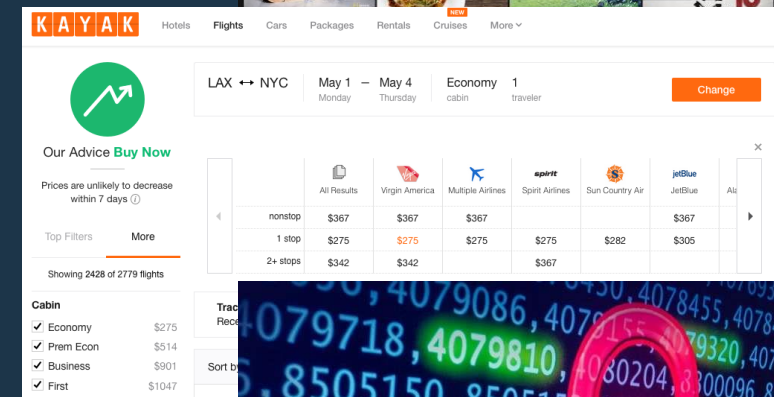 KAYAK Hotels Flights Cars Packages Rentals Cruises NEW More
LAX ↔ NYC May 1 – May 4 Economy 1
Monday Thursday cabin traveler
Change
Our Advice Buy Now
Prices are unlikely to decrease
within 7 days
Top Filters More
Showing 2428 of 2779 flights
Cabin
Economy $275
Prem Econ $514
Business $901
First $1047
spirit jetBlue
All Results Virgin America Multiple Airlines Spirit Airlines Sun Country Air JetBlue
nonstop $367 $367 $367 $367
1 stop $275 $275 $275 $275 $282 $305
2+ stops $342 $342 $367
Sort
4079086
079718, 4079810
8505150